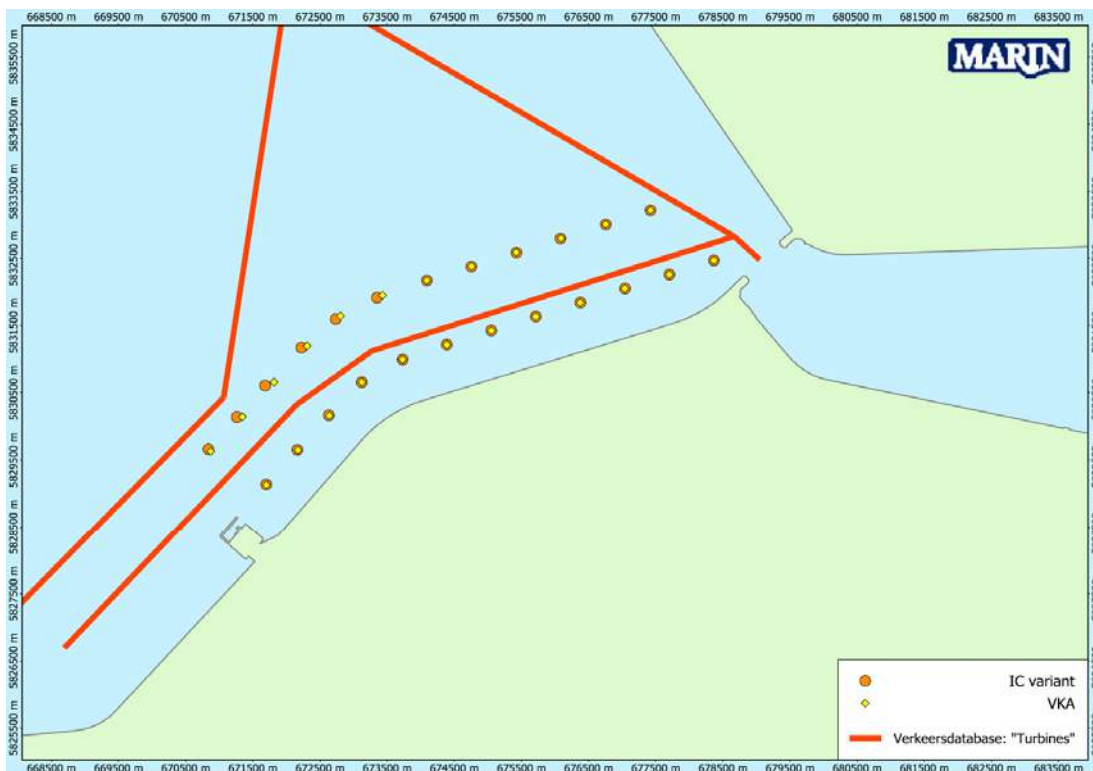 668500 m 669500 m 670500 m 671500 m 672500 m 673500 m 674500 m 675500 m 676500 m 677500 m 678500 m 679500 m 680500 m 681500 m 682500 m 683500 m
MARIN
5835500 m
5834500 m
5833500 m
5832500 m
5831500 m
5830500 m
5829500 m
5828500 m
5827500 m
5826500 m
5825500 m
IC variant
VKA
Verkeersdatabase: "Turbines"
668500 m 669500 m 670500 m 671500 m 672500 m 673500 m 674500 m 675500 m 676500 m 677500 m 678500 m 679500 m 680500 m 681500 m 682500 m 683500 m